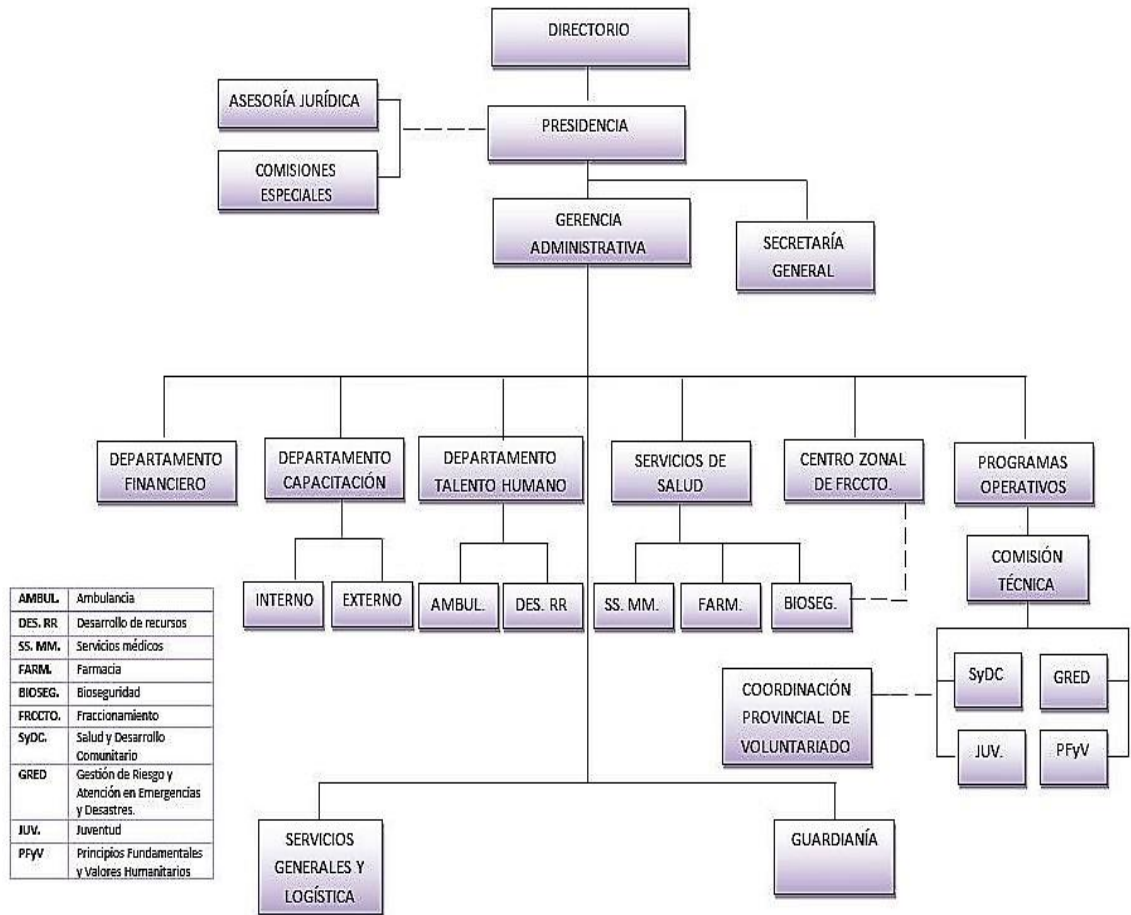 DIRECTORIO
ASESORÍA JURÍDICA
PRESIDENCIA
COMISIONES
ESPECIALES
GERENCIA
ADMINISTRATIVA
SECRETARÍA
GENERAL
DEPARTAMENTO
FINANCIERO
DEPARTAMENTO
CAPACITACIÓN
DEPARTAMENTO
TALENTO HUMANO
SERVICIOS DE
SALUD
CENTRO ZONAL
DE FRCCTO.
PROGRAMAS
OPERATIVOS
COMISIÓN
TÉCNICA
INTERNO
EXTERNO
AMBUL.
DES. RR
SS. MM.
FARM.
BIOSEG.
SyDC
GRED
JUV.
PFyV
COORDINACIÓN
PROVINCIAL DE
VOLUNTARIADO
SERVICIOS
GENERALES Y
LOGÍSTICA
GUARDIANÍA
AMBUL. Ambulancia
DES. RR Desarrollo de recursos
SS. MM. Servicios médicos
FARM. Farmacia
BIOSEG. Bioseguridad
FRCCTO. Fraccionamiento
SyDC. Salud y Desarrollo
Comunitario
GRED Gestión de Riesgo y
Atención en Emergencias
y Desastres.
JUV. Juventud
PFyV Principios Fundamentales
y Valores Humanitarios